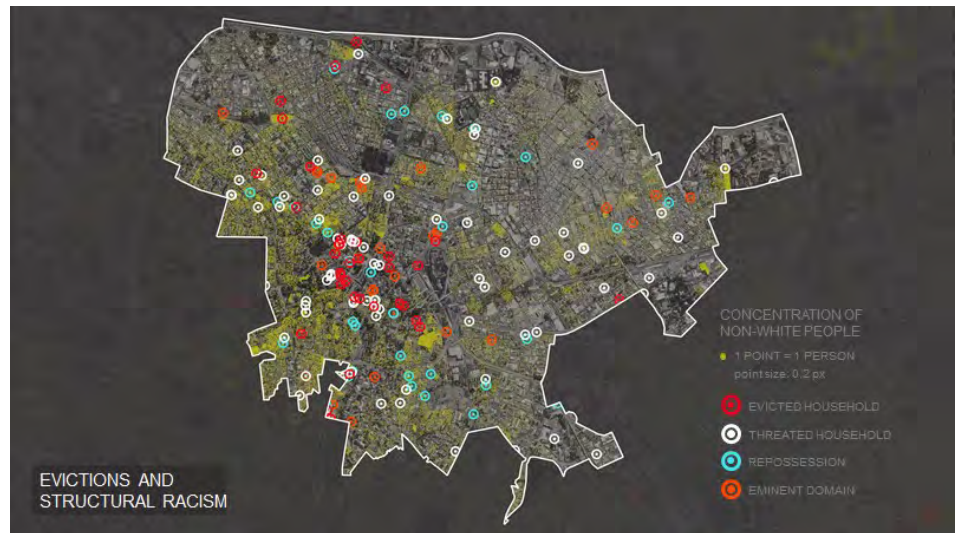 CONCENTRATION OF
NON-WHITE PEOPLE
1 POINT = 1 PERSON
pointsize: 0.2 px
EVICTED HOUSEHOLD
THREATED HOUSEHOLD
REPOSSESSION
EMINENT DOMAIN
EVICTIONS AND
STRUCTURAL RACISM